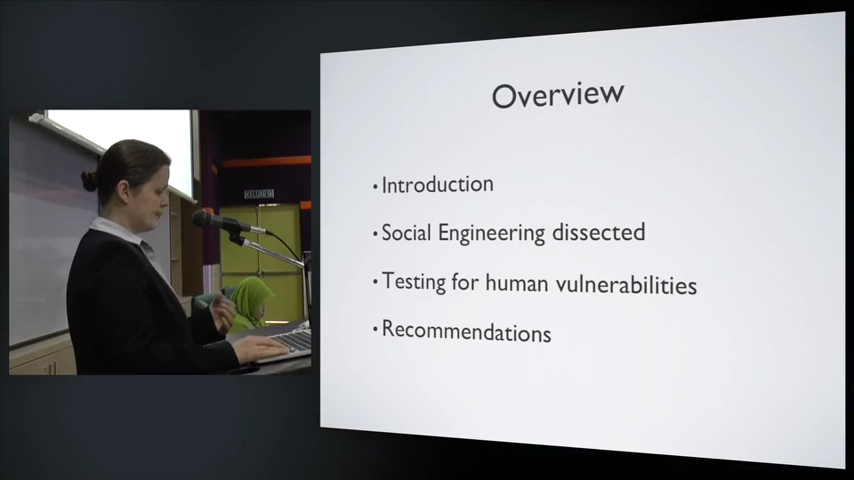 Overview
• Introduction
• Social Engineering dissected
• Testing for human vulnerabilities
• Recommendations